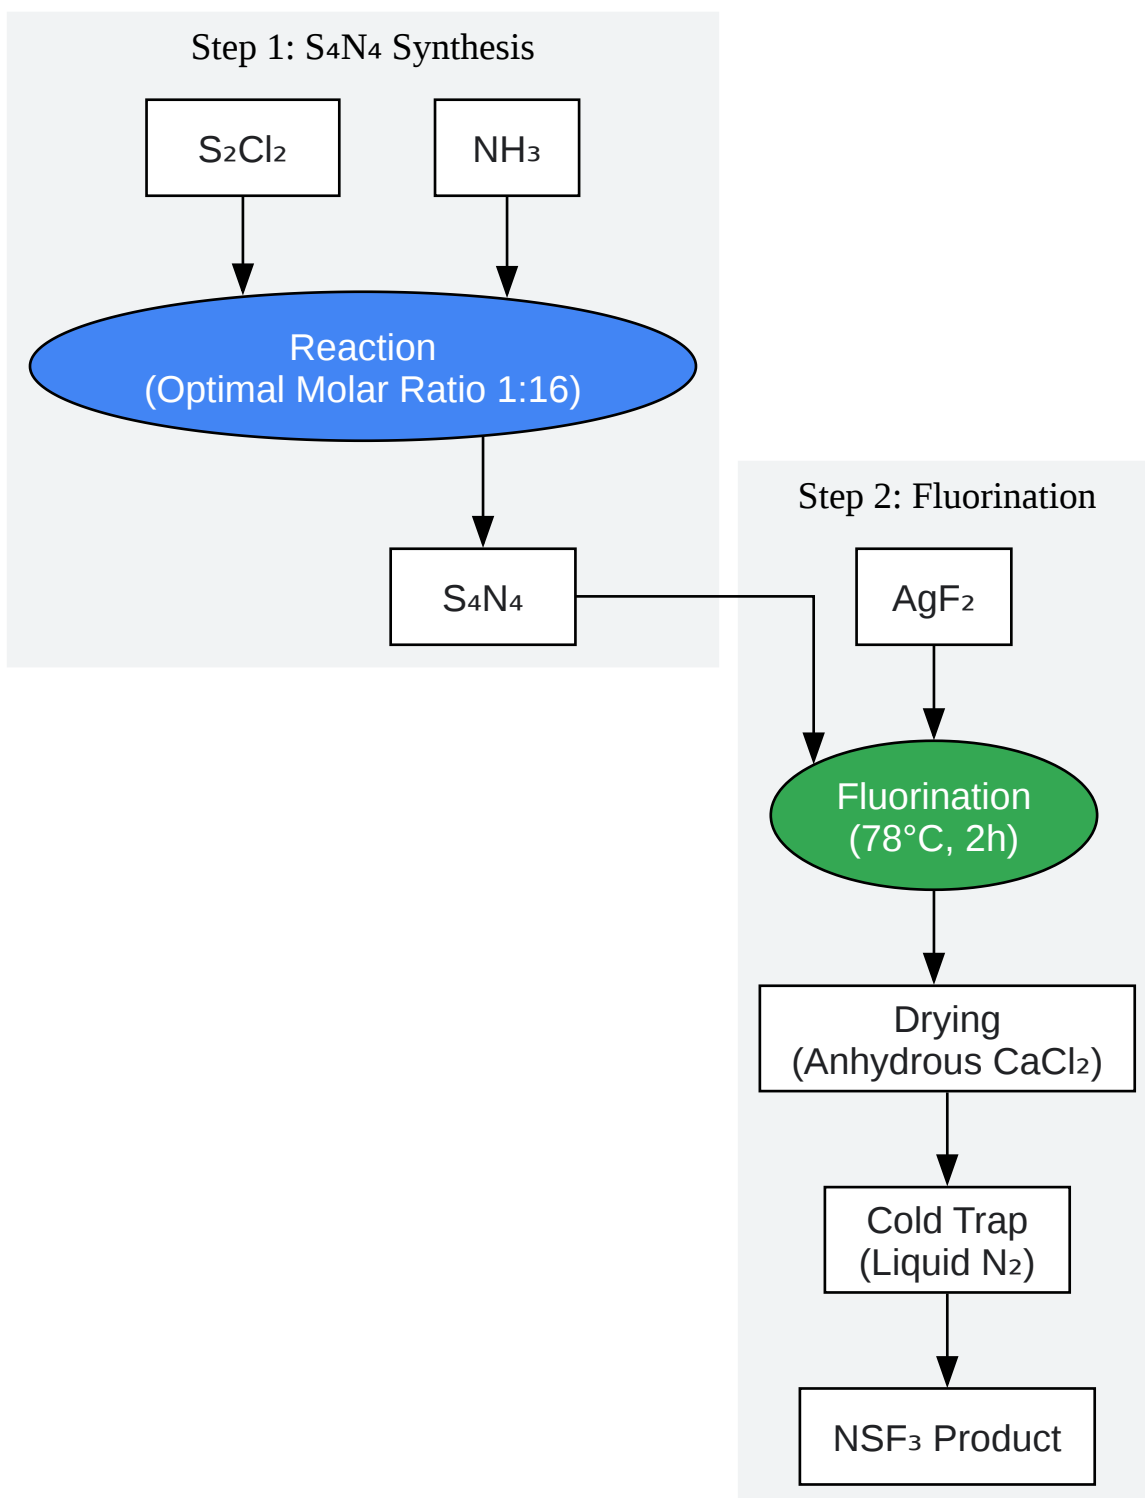 Step 1: S₄N₄ Synthesis
S₂Cl₂
NH₃
Reaction
(Optimal Molar Ratio 1:16)
S₄N₄
Step 2: Fluorination
AgF₂
Fluorination
(78°C, 2h)
Drying
(Anhydrous CaCl₂)
Cold Trap
(Liquid N₂)
NSF₃ Product